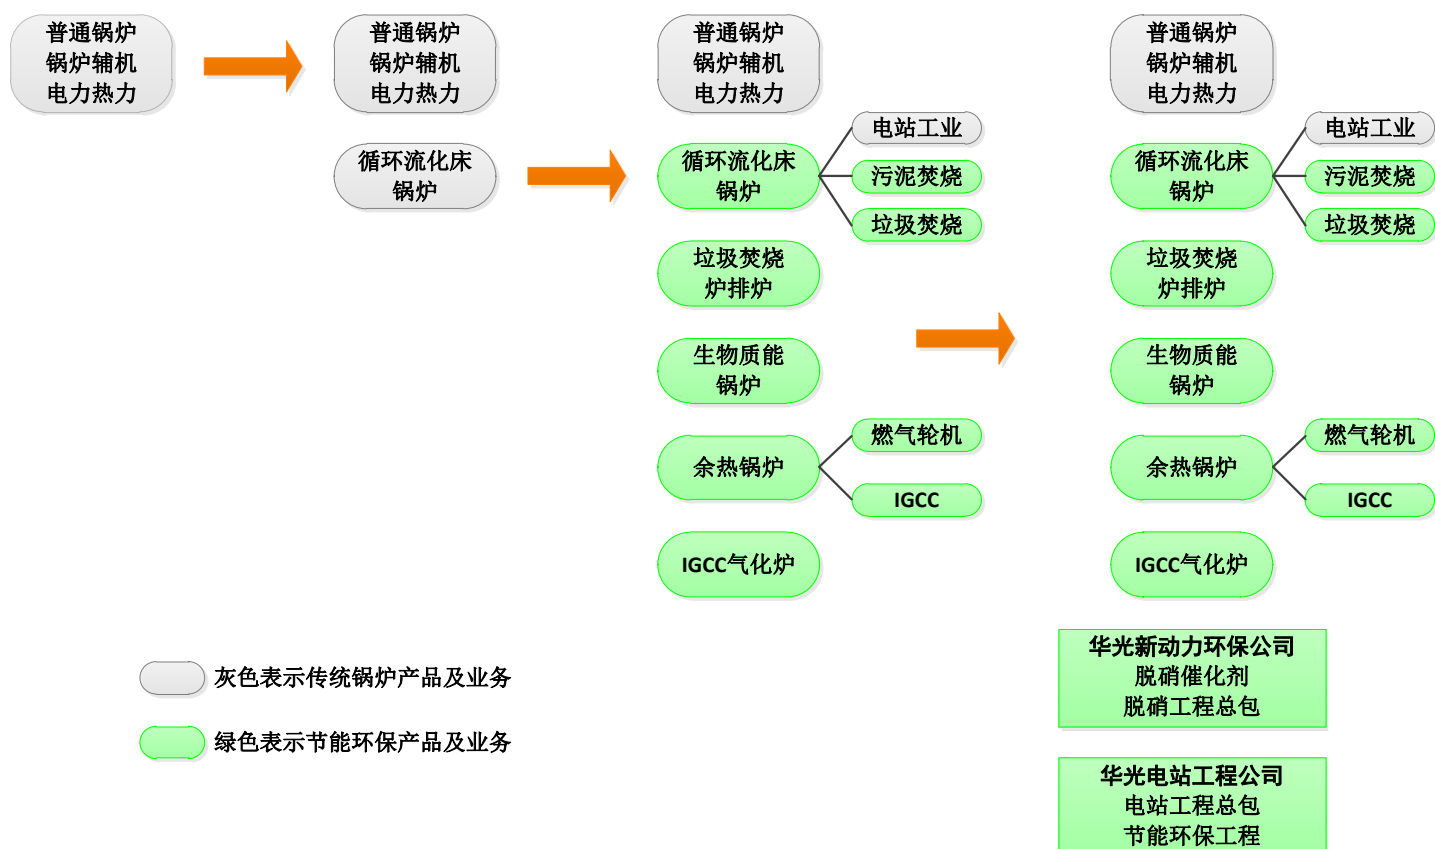 普通锅炉
锅炉辅机
电力热力
普通锅炉
锅炉辅机
电力热力
循环流化床
锅炉
普通锅炉
锅炉辅机
电力热力
循环流化床
锅炉
电站工业
污泥焚烧
垃圾焚烧
垃圾焚烧
炉排炉
生物质能
锅炉
余热锅炉
燃气轮机
IGCC
IGCC气化炉
普通锅炉
锅炉辅机
电力热力
循环流化床
锅炉
电站工业
污泥焚烧
垃圾焚烧
垃圾焚烧
炉排炉
生物质能
锅炉
余热锅炉
燃气轮机
IGCC
IGCC气化炉
华光新动力环保公司
脱硝催化剂
脱硝工程总包
华光电站工程公司
电站工程总包
节能环保工程
灰色表示传统锅炉产品及业务
绿色表示节能环保产品及业务